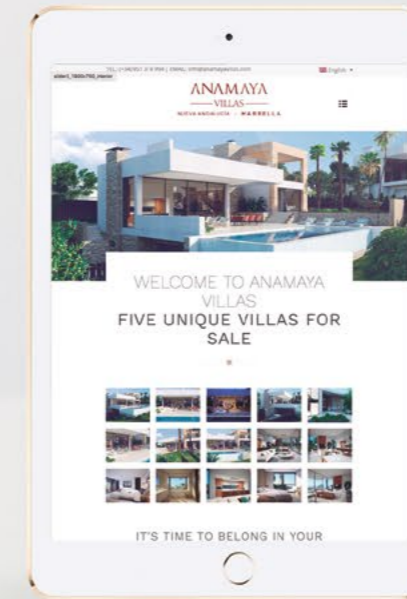 English
ANAMAYA
VILLAS
NUEVA ANDALUCÍA | MARBELLA
WELCOME TO ANAMAYA
VILLAS
FIVE UNIQUE VILLAS FOR
SALE
IT'S TIME TO BELONG IN YOUR